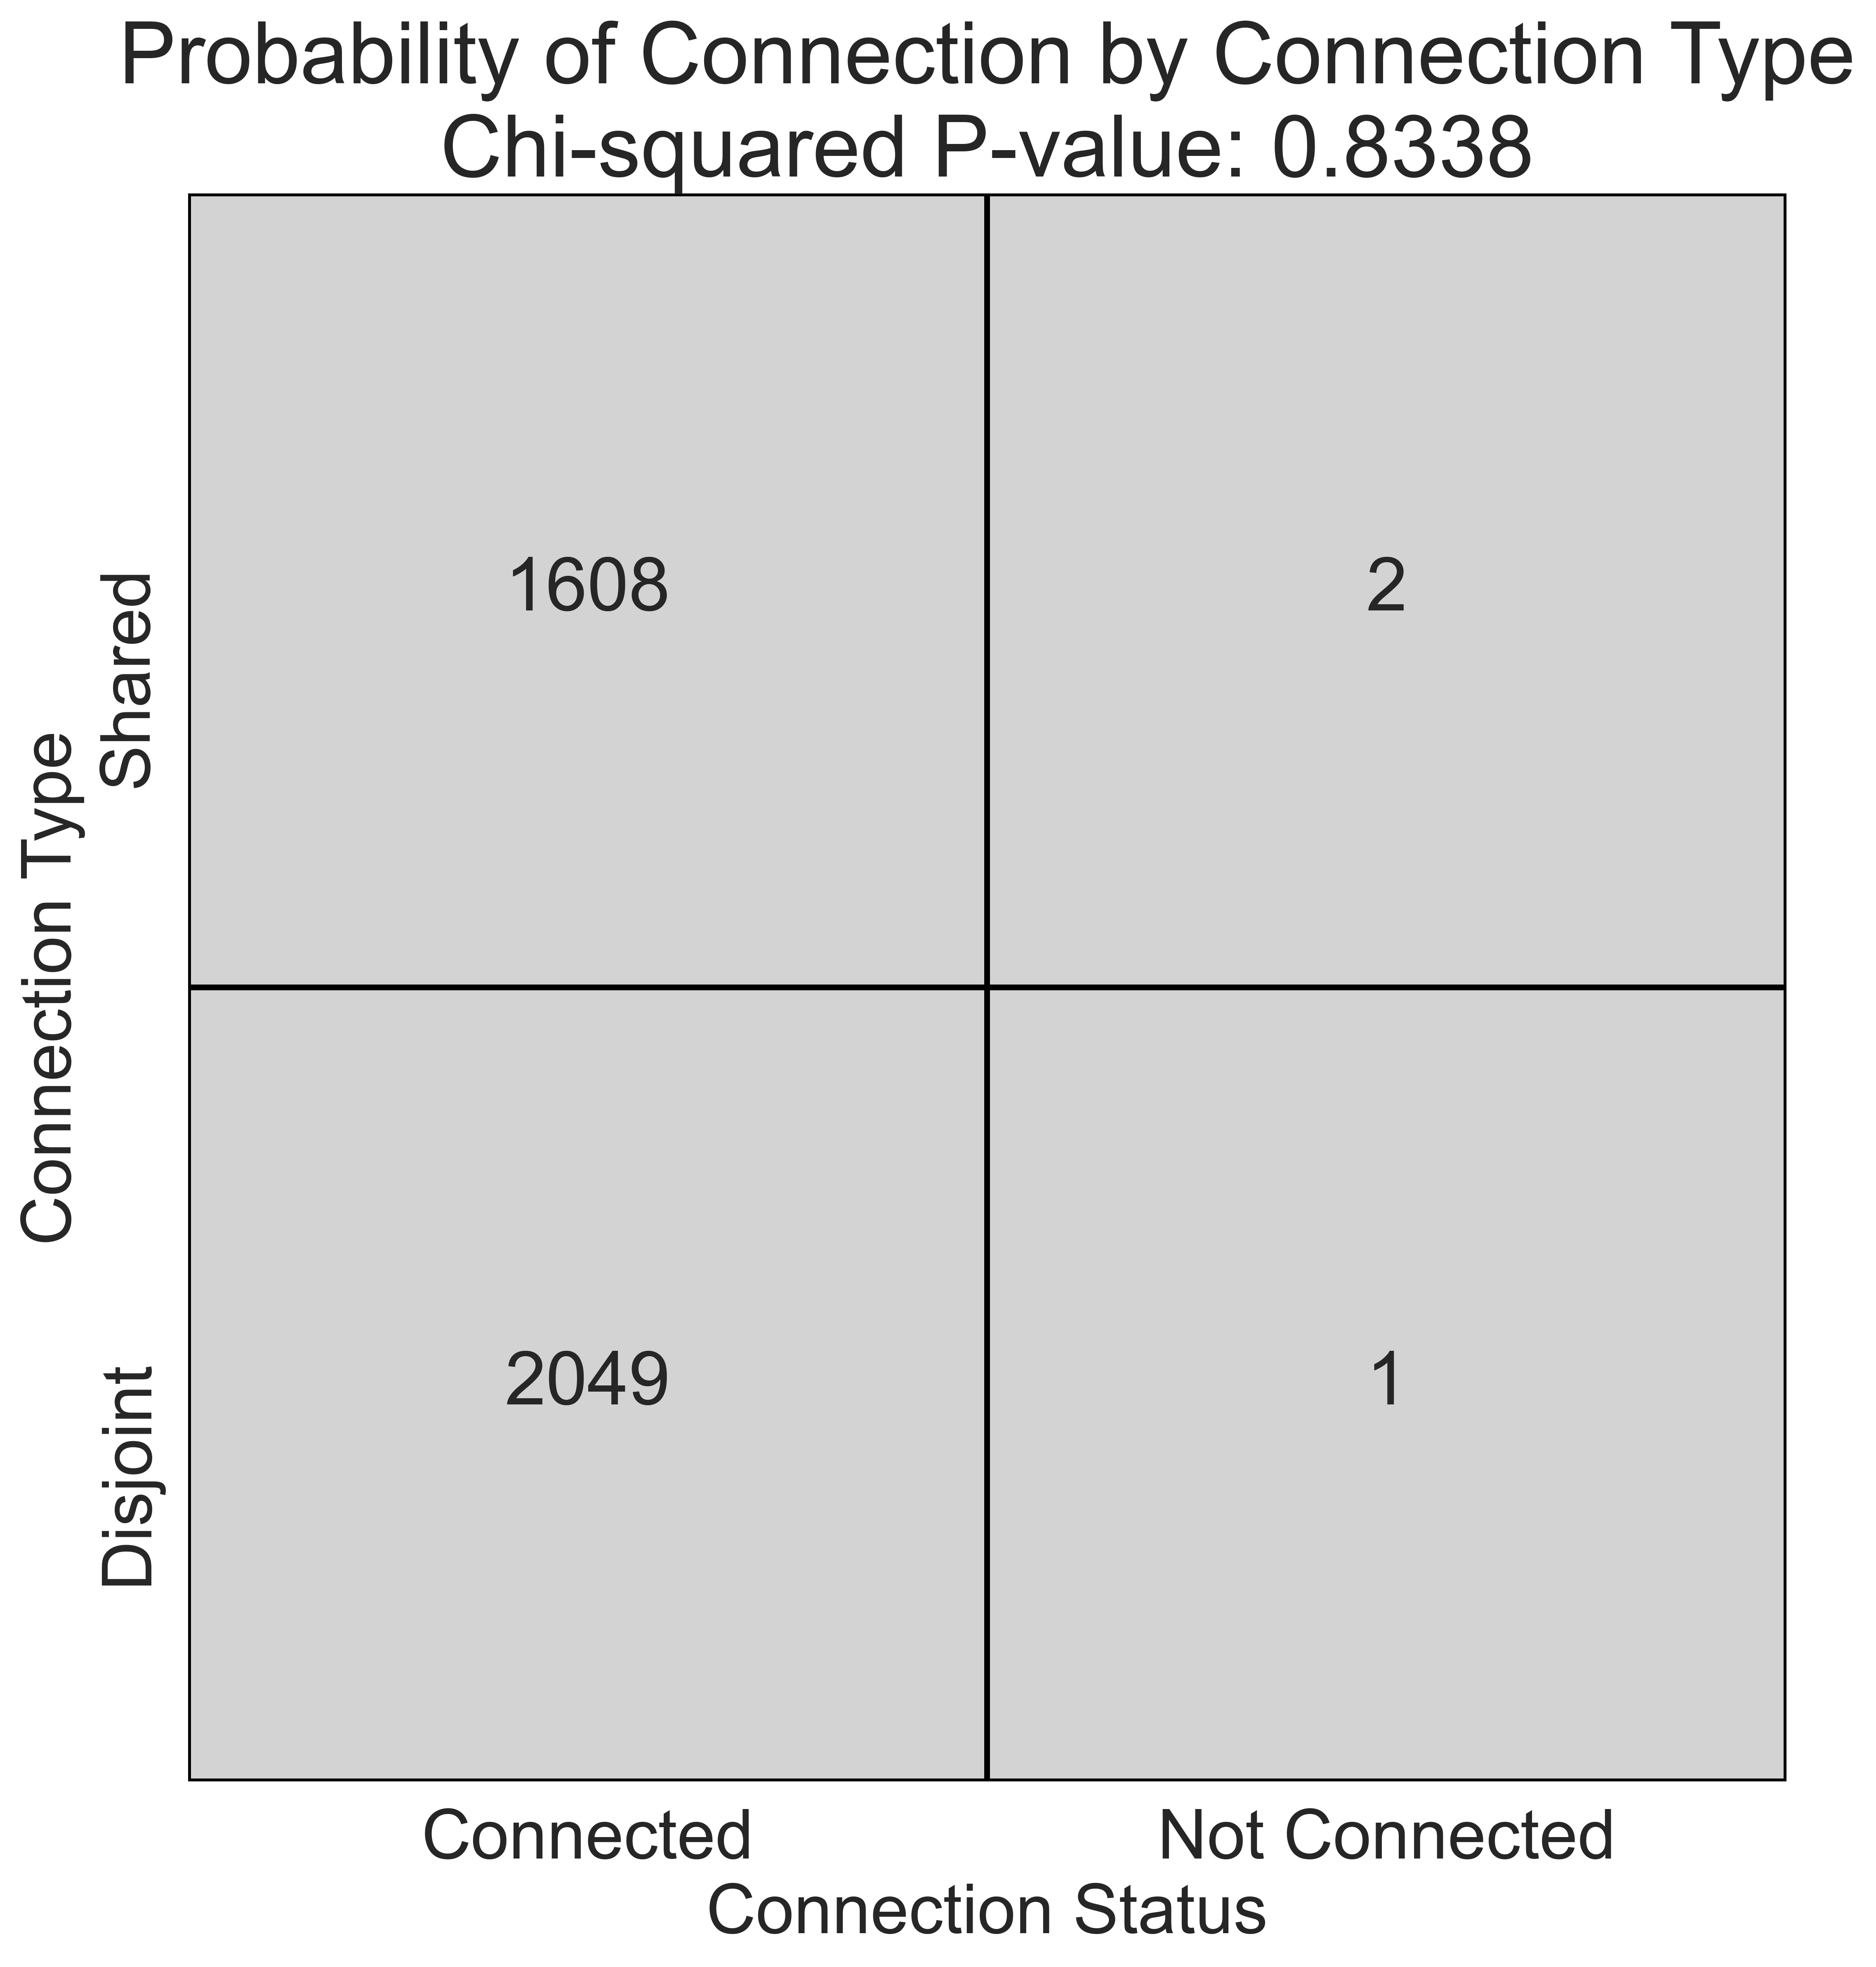 Probability of Connection by Connection Type
Chi-squared P-value: 0.8338
Connection Type
Shared
1608
2
Disjoint
2049
1
Connected
Not Connected
Connection Status